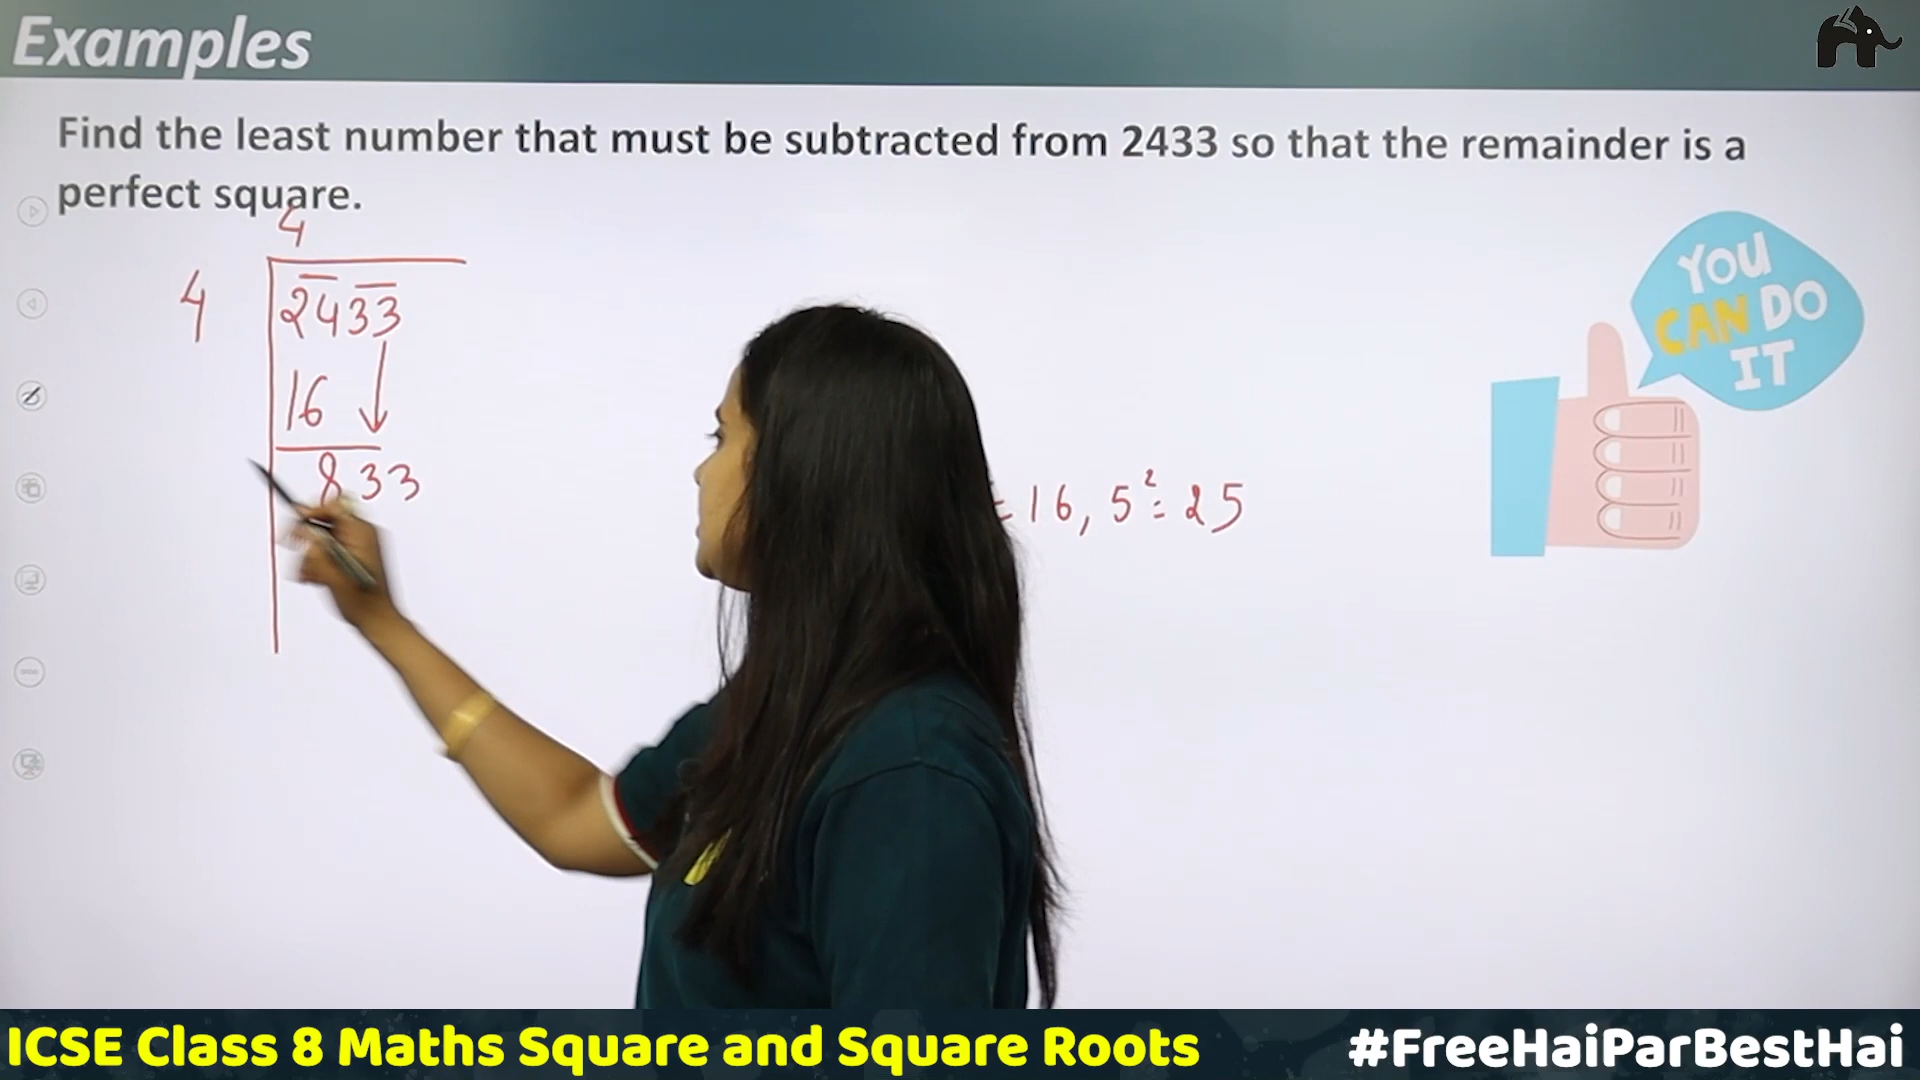 Examples
Find the least number that must be subtracted from 2433 so that the remainder is a
perfect square.
4
4 2433
16
833
= 16, 5² = 25
YOU
CAN DO
IT
ICSE Class 8 Maths Square and Square Roots #FreeHaiParBestHai